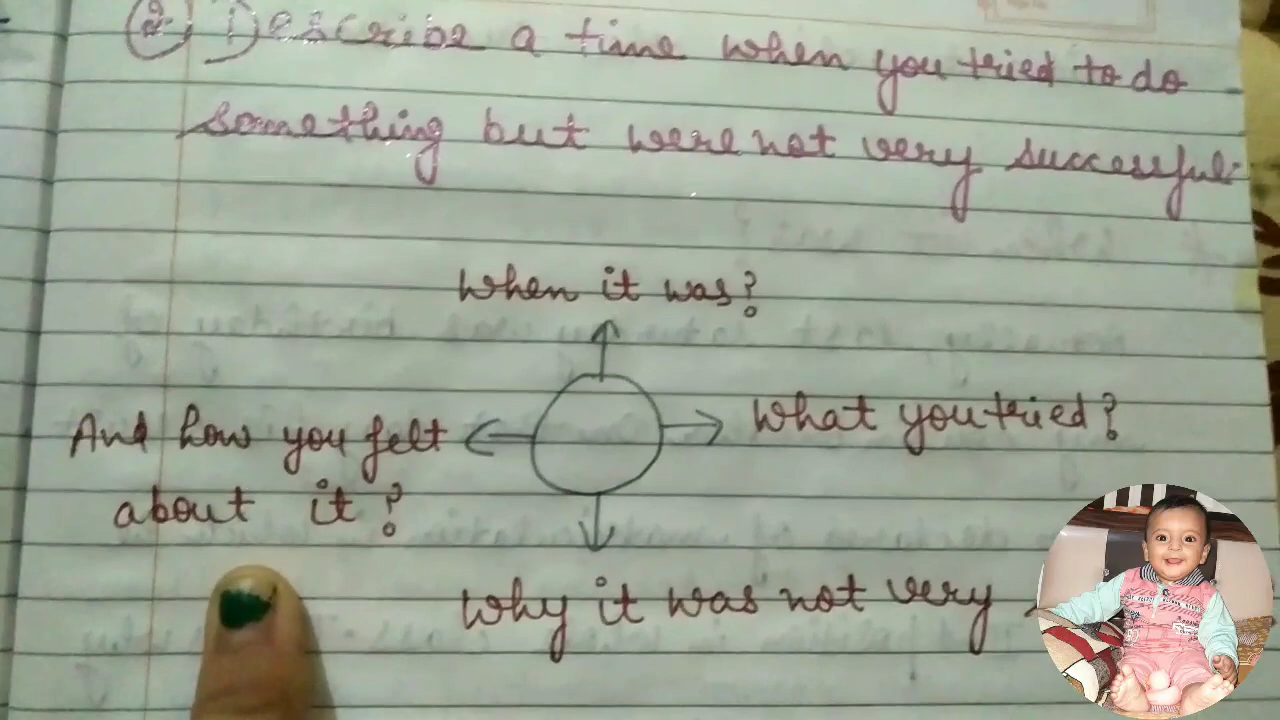 ② Describe a time when you tried to do
something but were not very successful.
When it was?
And how you felt
about it?
What you tried?
Why it was not very